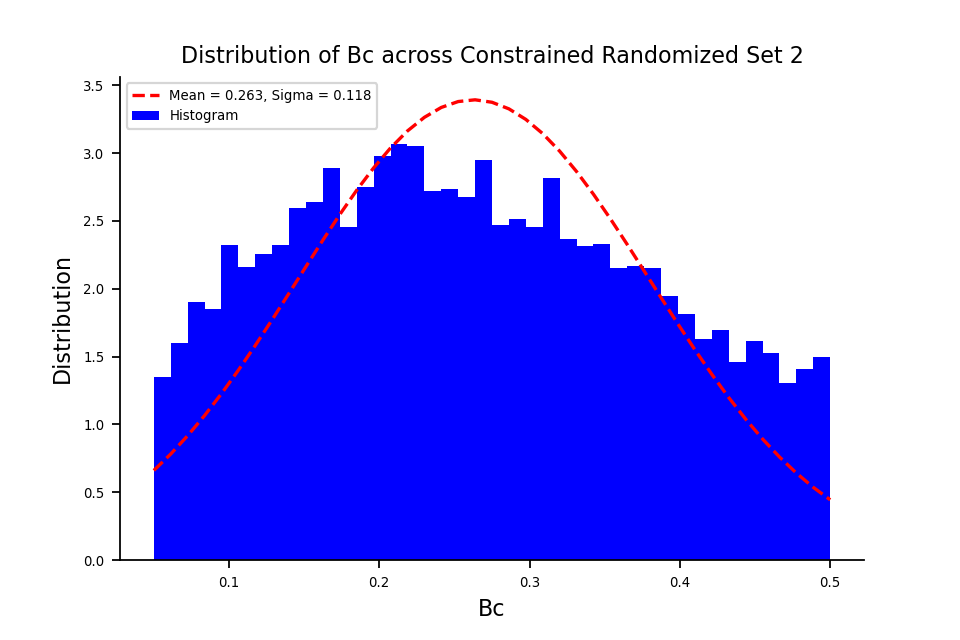 Distribution of Bc across Constrained Randomized Set 2
Mean = 0.263, Sigma = 0.118
Histogram
Distribution
3.5
3.0
2.5
2.0
1.5
1.0
0.5
0.0
0.1
0.2
0.3
0.4
0.5
Bc